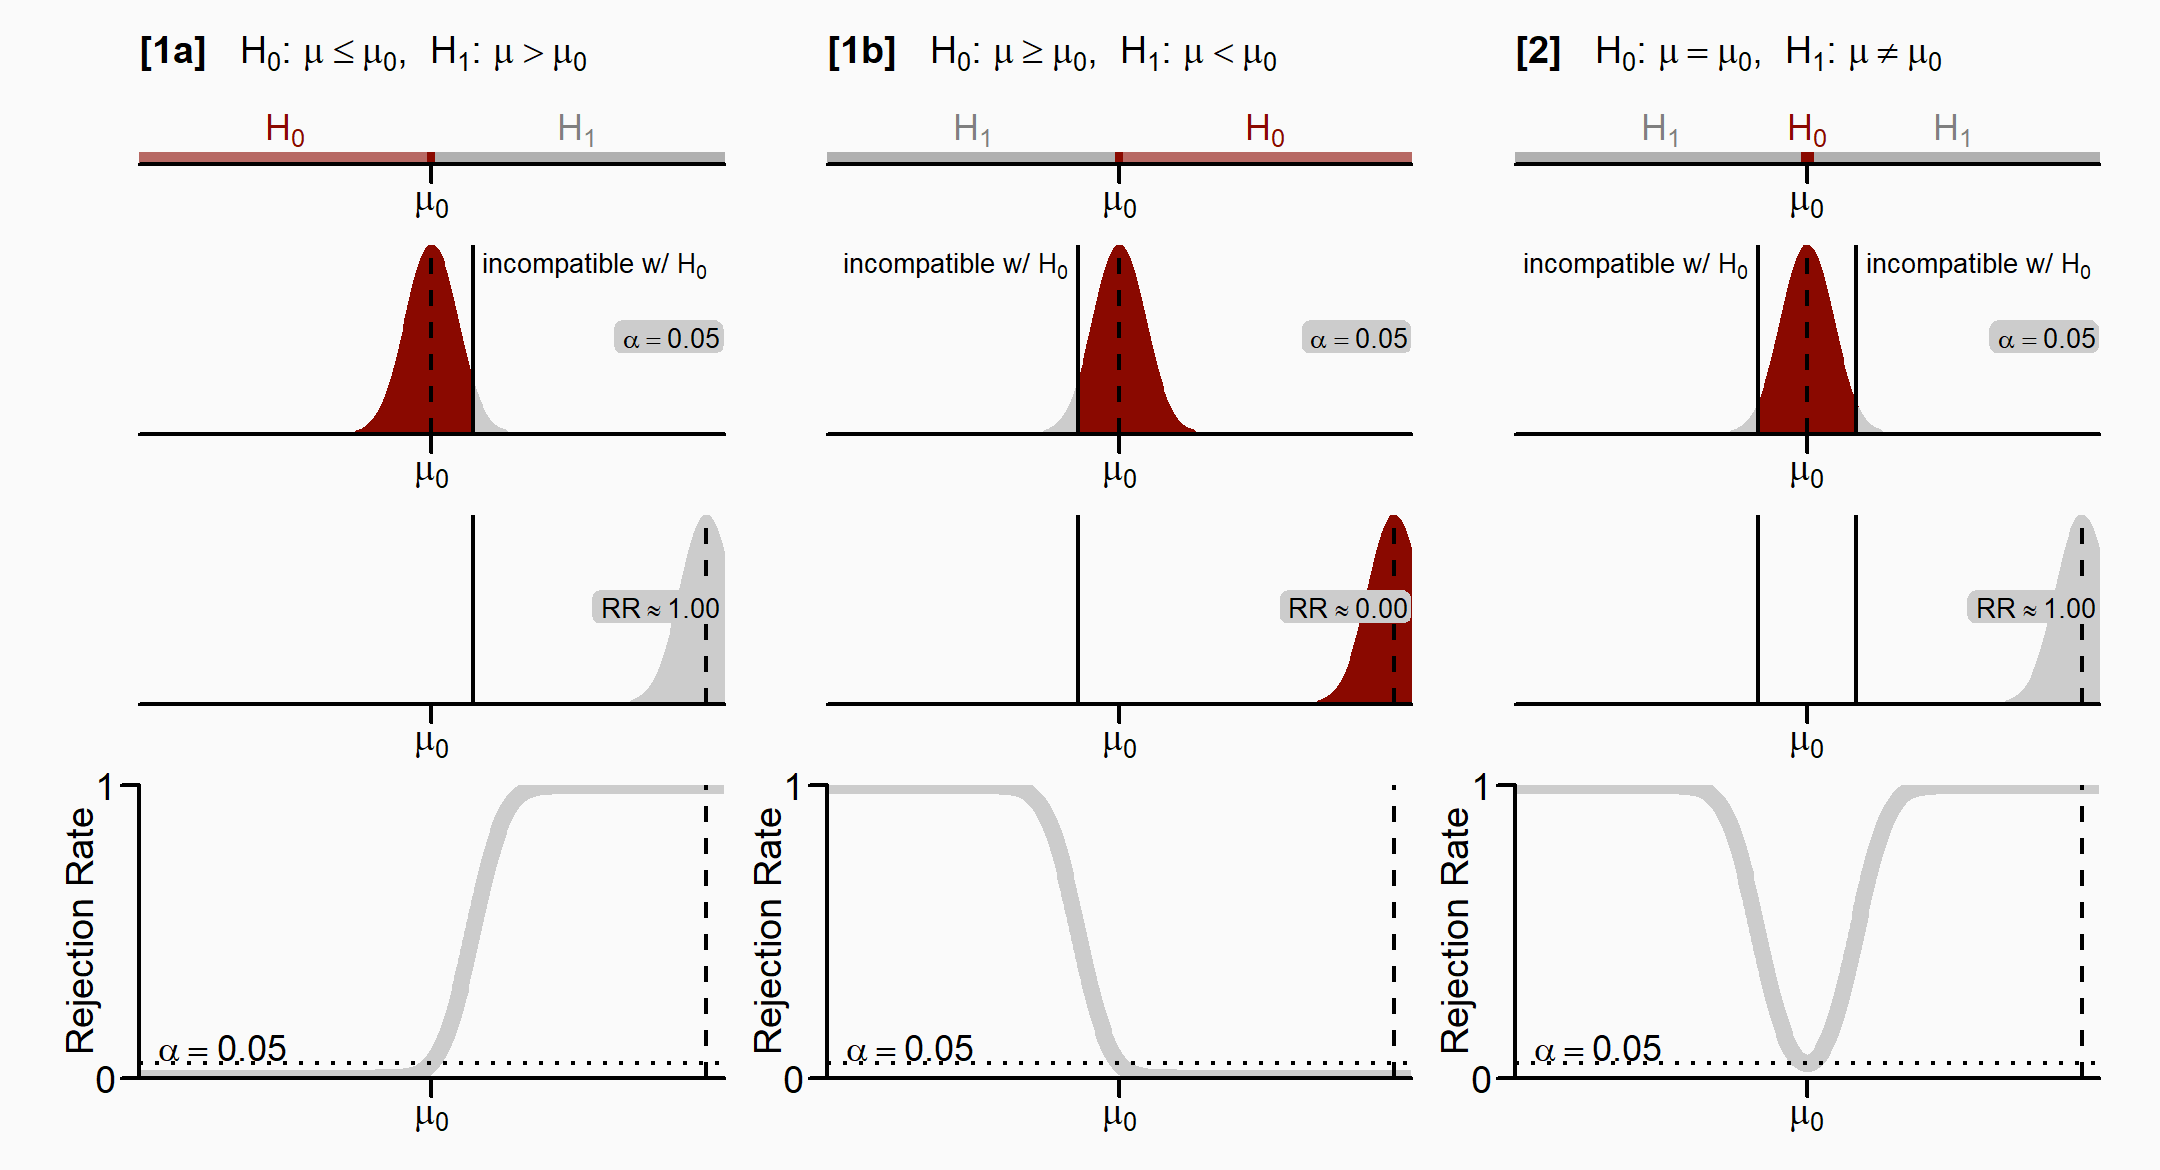 [1a] H₀: μ ≤ μ₀, H₁: μ > μ₀
H₀ H₁
μ₀
incompatible w/ H₀
α = 0.05
μ₀
RR ≈ 1.00
μ₀
1
Rejection Rate
α = 0.05
0
μ₀
[1b] H₀: μ ≥ μ₀, H₁: μ < μ₀
H₁ H₀
μ₀
incompatible w/ H₀
α = 0.05
μ₀
RR ≈ 0.00
μ₀
1
Rejection Rate
α = 0.05
0
μ₀
[2] H₀: μ = μ₀, H₁: μ ≠ μ₀
H₁ H₀ H₁
μ₀
incompatible w/ H₀ incompatible w/ H₀
α = 0.05
μ₀
RR ≈ 1.00
μ₀
1
Rejection Rate
α = 0.05
0
μ₀